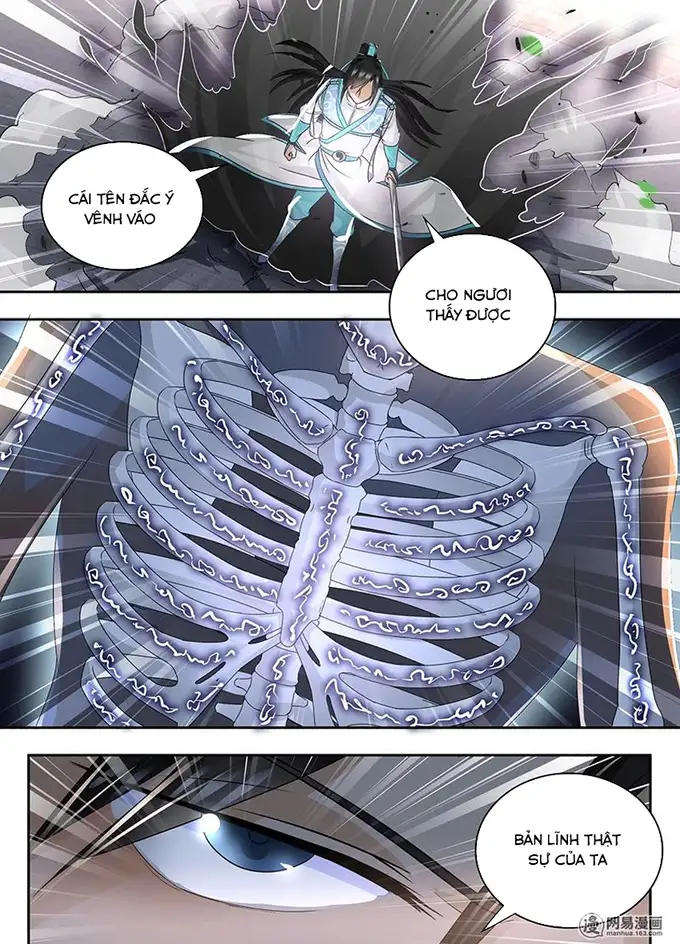 CÁI TÊN ĐẮC Ý
VÊNH VÁO
CHO NGƯƠI
THẤY ĐƯỢC
BẢN LĨNH THẬT
SỰ CỦA TA
网易漫画
manhua.163.com